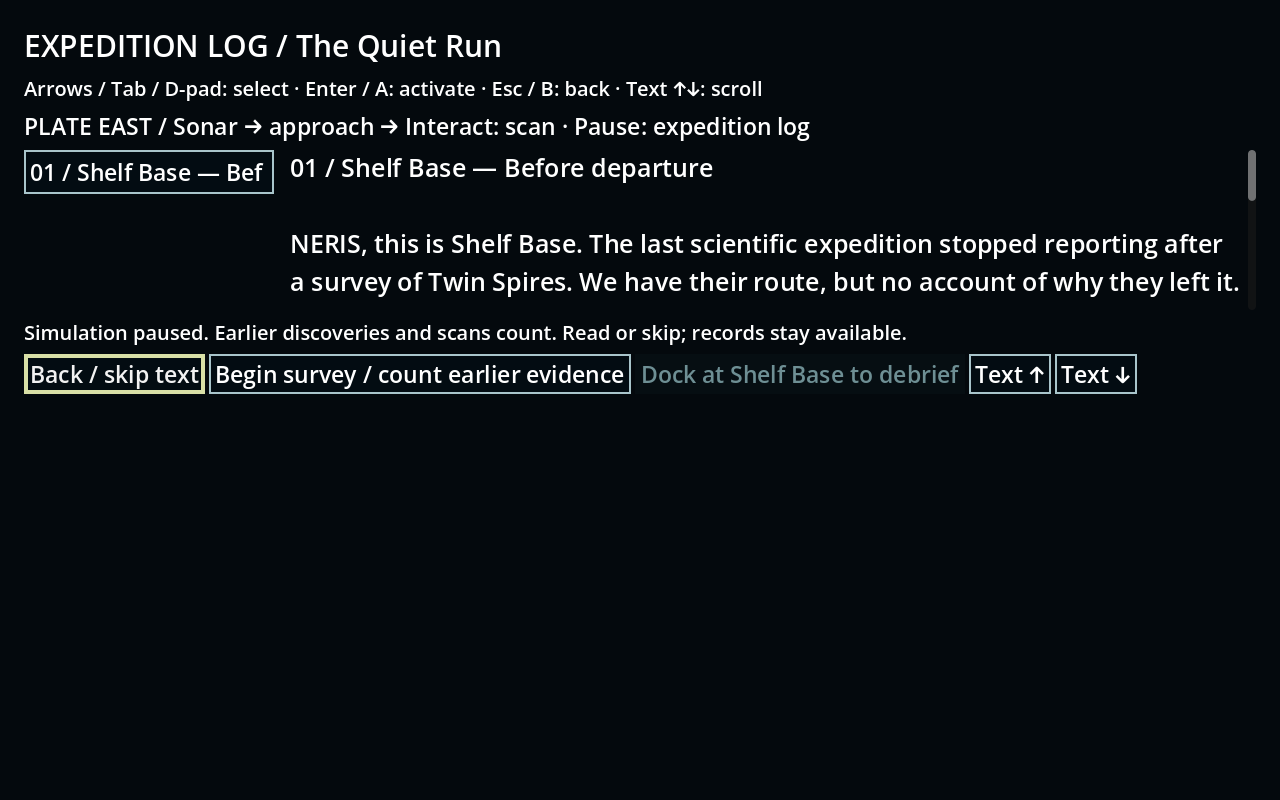 EXPEDITION LOG / The Quiet Run
Arrows / Tab / D-pad: select · Enter / A: activate · Esc / B: back · Text ↑↓: scroll
PLATE EAST / Sonar → approach → Interact: scan · Pause: expedition log
01 / Shelf Base — Bef
01 / Shelf Base — Before departure
NERIS, this is Shelf Base. The last scientific expedition stopped reporting after
a survey of Twin Spires. We have their route, but no account of why they left it.
Simulation paused. Earlier discoveries and scans count. Read or skip; records stay available.
Back / skip text
Begin survey / count earlier evidence
Dock at Shelf Base to debrief
Text ↑
Text ↓